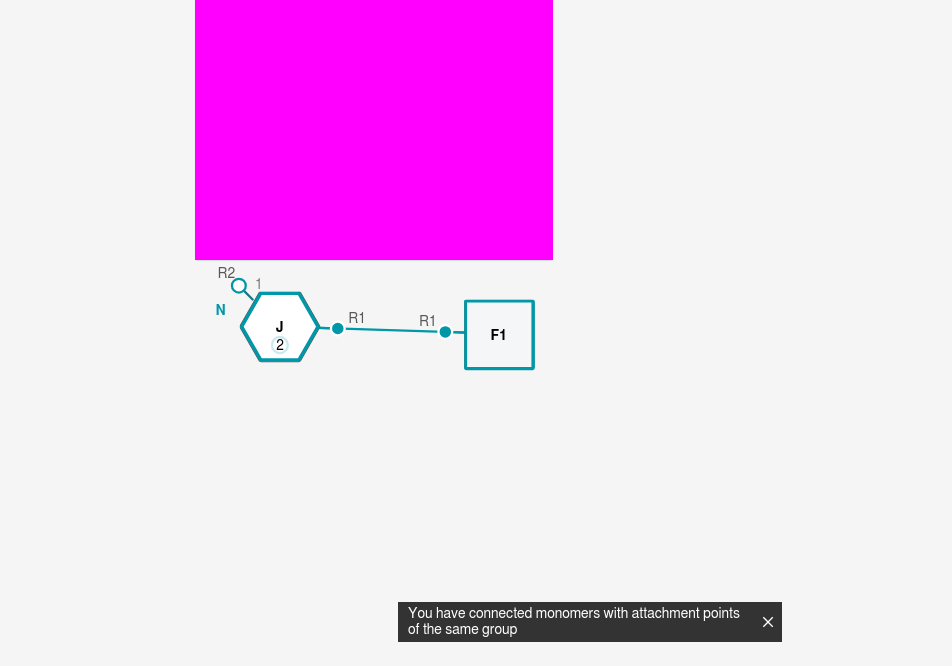 R2
1
N
R1
R1
J
F1
2
You have connected monomers with attachment points
of the same group